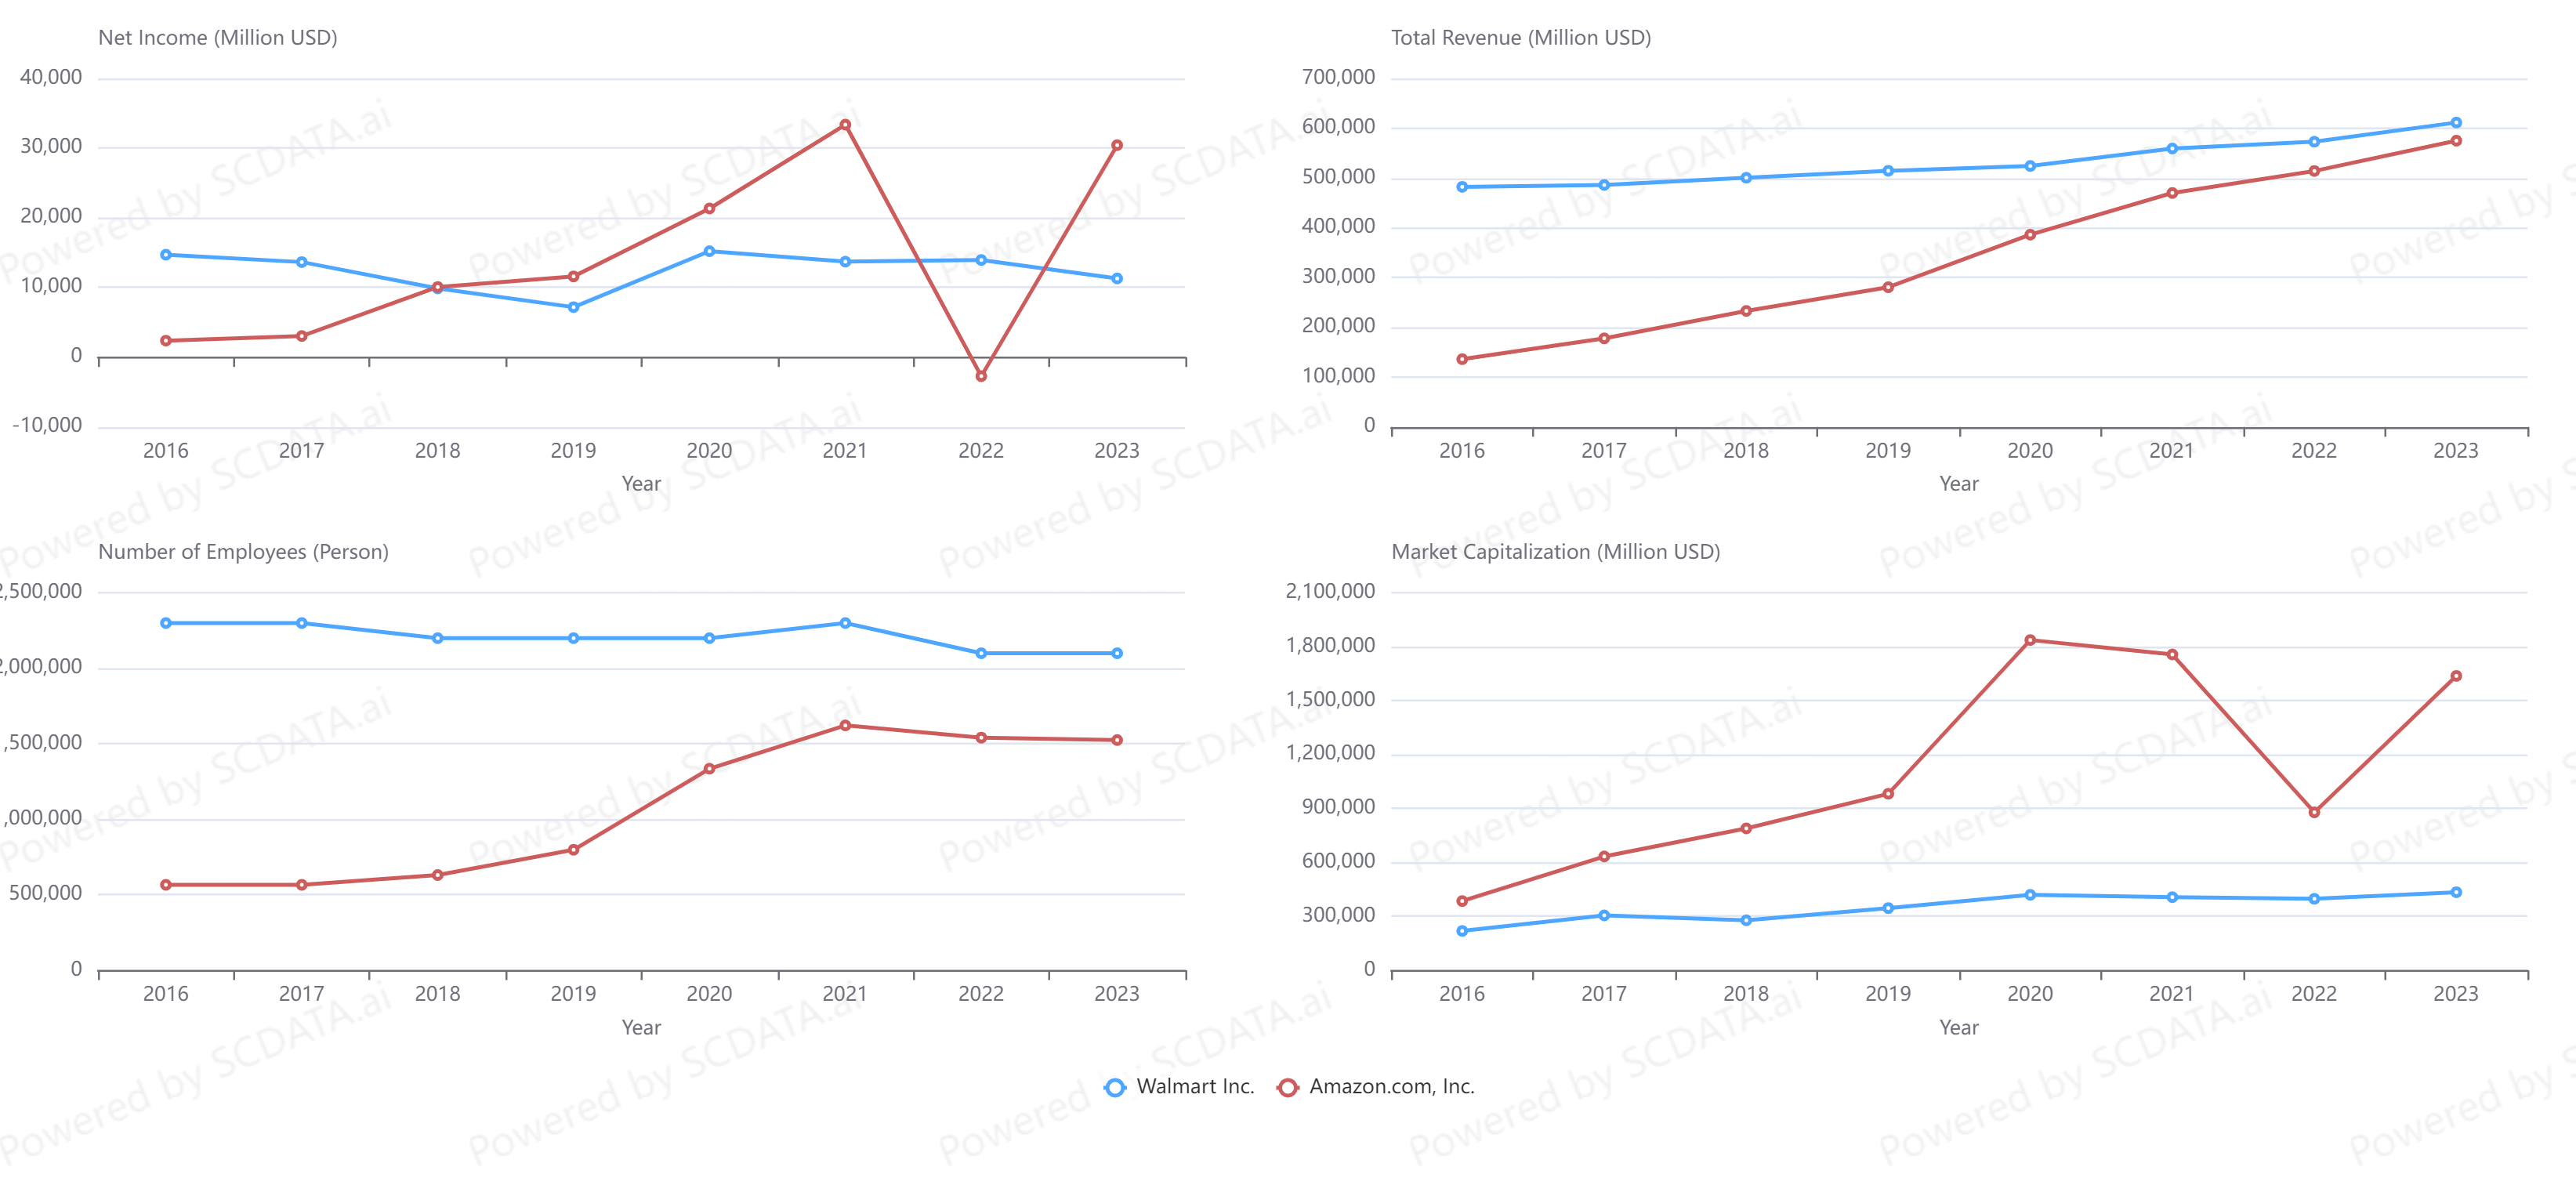 Net Income (Million USD)
40,000
30,000
20,000
10,000
0
-10,000
2016 2017 2018 2019 2020 2021 2022 2023
Year
Total Revenue (Million USD)
700,000
600,000
500,000
400,000
300,000
200,000
100,000
0
2016 2017 2018 2019 2020 2021 2022 2023
Year
Number of Employees (Person)
2,500,000
2,000,000
,500,000
,000,000
500,000
0
2016 2017 2018 2019 2020 2021 2022 2023
Year
Market Capitalization (Million USD)
2,100,000
1,800,000
1,500,000
1,200,000
900,000
600,000
300,000
0
2016 2017 2018 2019 2020 2021 2022 2023
Year
Walmart Inc. Amazon.com, Inc.
Powered by SCDATA.ai